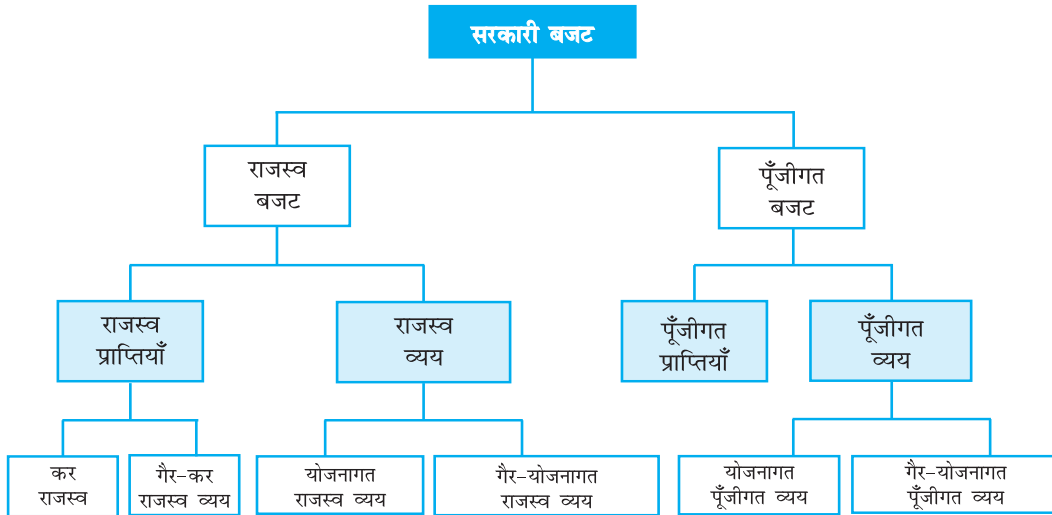 सरकारी बजट
राजस्व
बजट
पूँजीगत
बजट
राजस्व
प्राप्तियाँ
राजस्व
व्यय
पूँजीगत
प्राप्तियाँ
पूँजीगत
व्यय
कर
राजस्व
गैर-कर
राजस्व व्यय
योजनागत
राजस्व व्यय
गैर-योजनागत
राजस्व व्यय
योजनागत
पूँजीगत व्यय
गैर-योजनागत
पूँजीगत व्यय